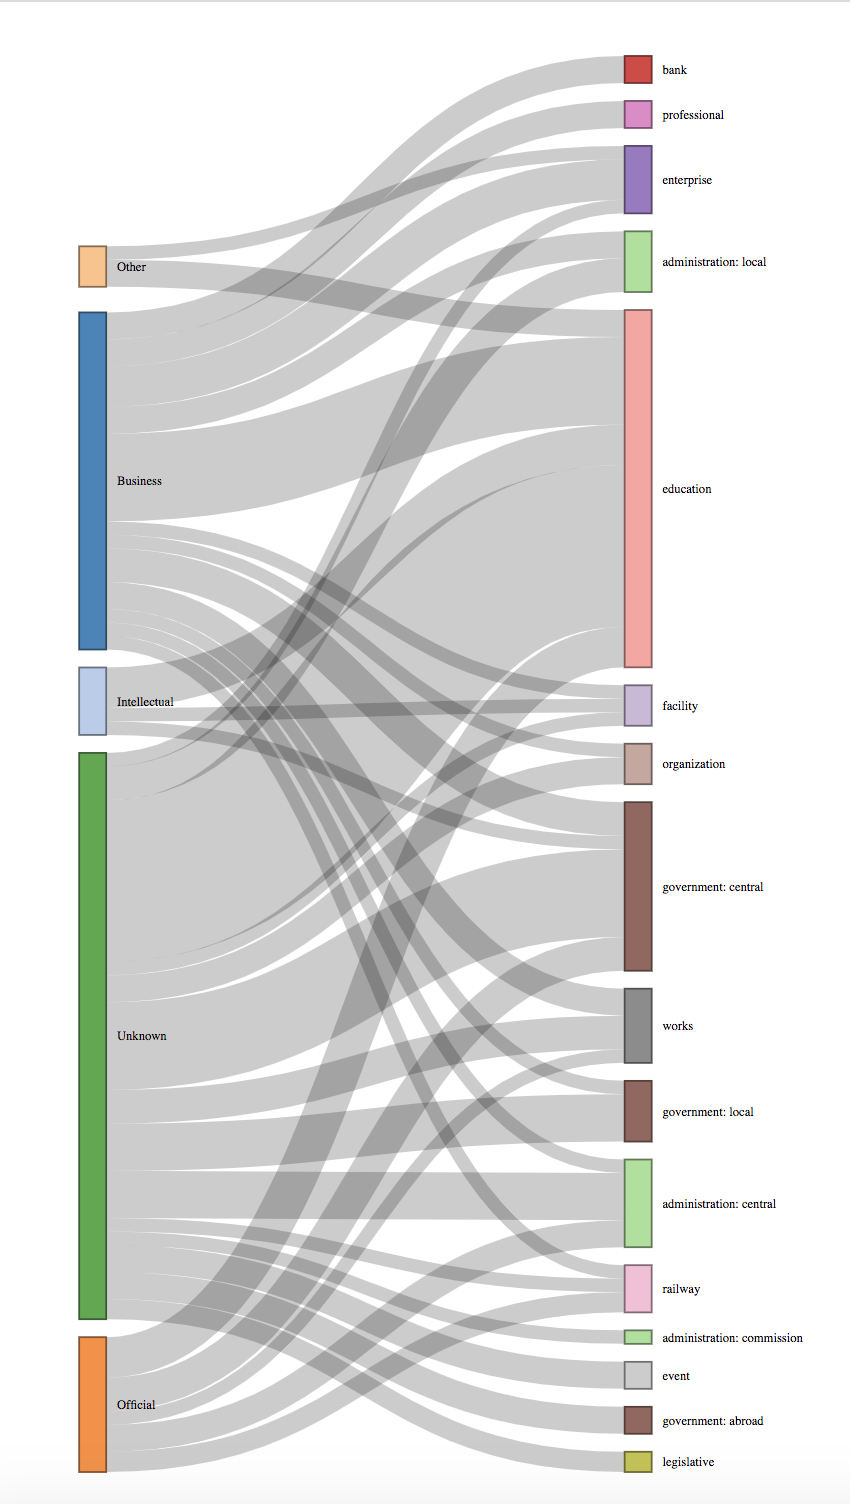 Other
Business
Intellectual
Unknown
Official
bank
professional
enterprise
administration: local
education
facility
organization
government: central
works
government: local
administration: central
railway
administration: commission
event
government: abroad
legislative